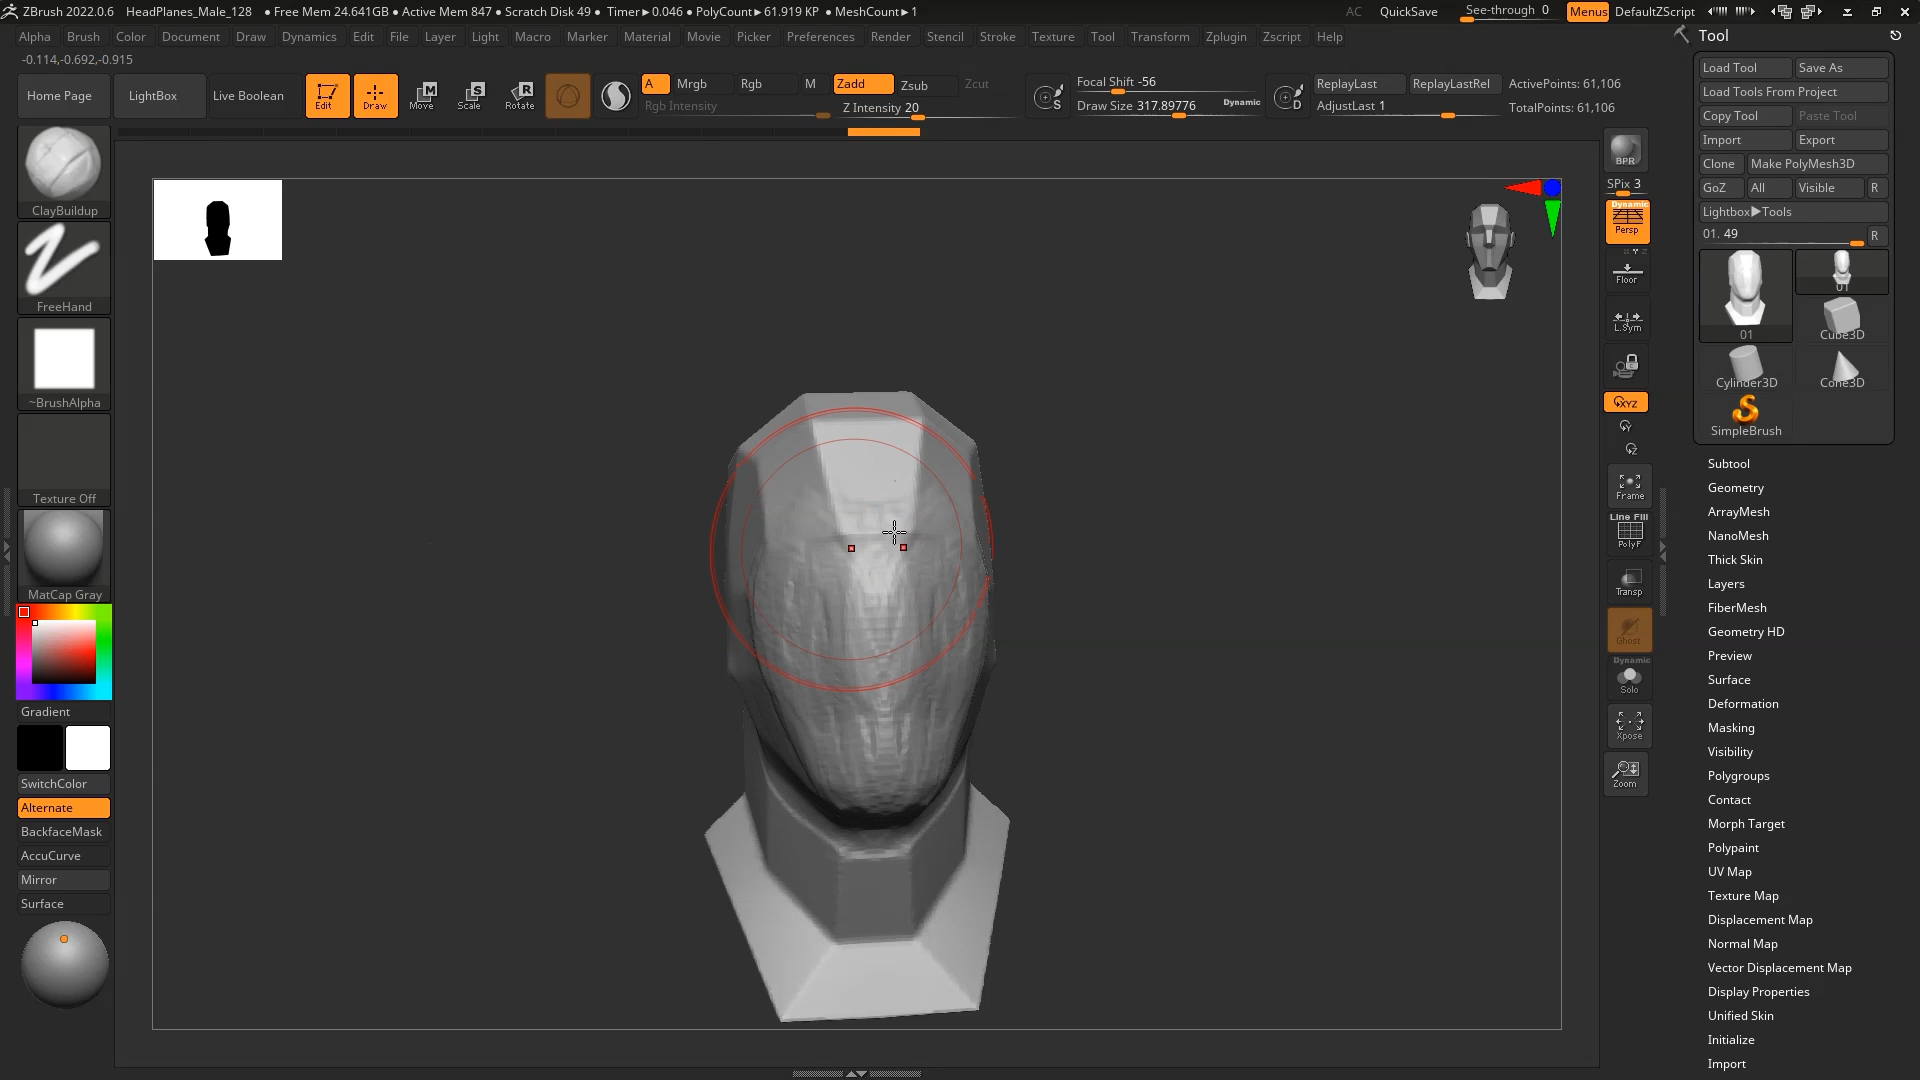 ZBrush 2022.0.6 HeadPlanes_Male_128 • Free Mem 24.641GB • Active Mem 847 • Scratch Disk 49 • Timer▸0.046 • PolyCount▸61.919 KP • MeshCount▸1 AC QuickSave See-through 0 Menus DefaultZScript
Alpha Brush Color Document Draw Dynamics Edit File Layer Light Macro Marker Material Movie Picker Preferences Render Stencil Stroke Texture Tool Transform Zplugin Zscript Help
-0.114,-0.692,-0.915
Home Page
LightBox
Live Boolean
Edit
Draw
Move
Scale
Rotate
A Mrgb Rgb M Zadd Zsub Zcut
Rgb Intensity Z Intensity 20
Focal Shift -56
Draw Size 317.89776 Dynamic
ReplayLast ReplayLastRel
AdjustLast 1
ActivePoints: 61,106
TotalPoints: 61,106
ClayBuildup
FreeHand
~BrushAlpha
Texture Off
MatCap Gray
Gradient
SwitchColor
Alternate
BackfaceMask
AccuCurve
Mirror
Surface
BPR
SPix 3
Dynamic
Persp
Floor
L.Sym
XYZ
Frame
Line Fill
PolyF
Transp
Ghost
Dynamic
Solo
Xpose
Zoom
Tool
Load Tool Save As
Load Tools From Project
Copy Tool Paste Tool
Import Export
Clone Make PolyMesh3D
GoZ All Visible R
Lightbox▶Tools
01. 49 R
01
01
Cube3D
Cylinder3D
Cone3D
SimpleBrush
Subtool
Geometry
ArrayMesh
NanoMesh
Thick Skin
Layers
FiberMesh
Geometry HD
Preview
Surface
Deformation
Masking
Visibility
Polygroups
Contact
Morph Target
Polypaint
UV Map
Texture Map
Displacement Map
Normal Map
Vector Displacement Map
Display Properties
Unified Skin
Initialize
Import